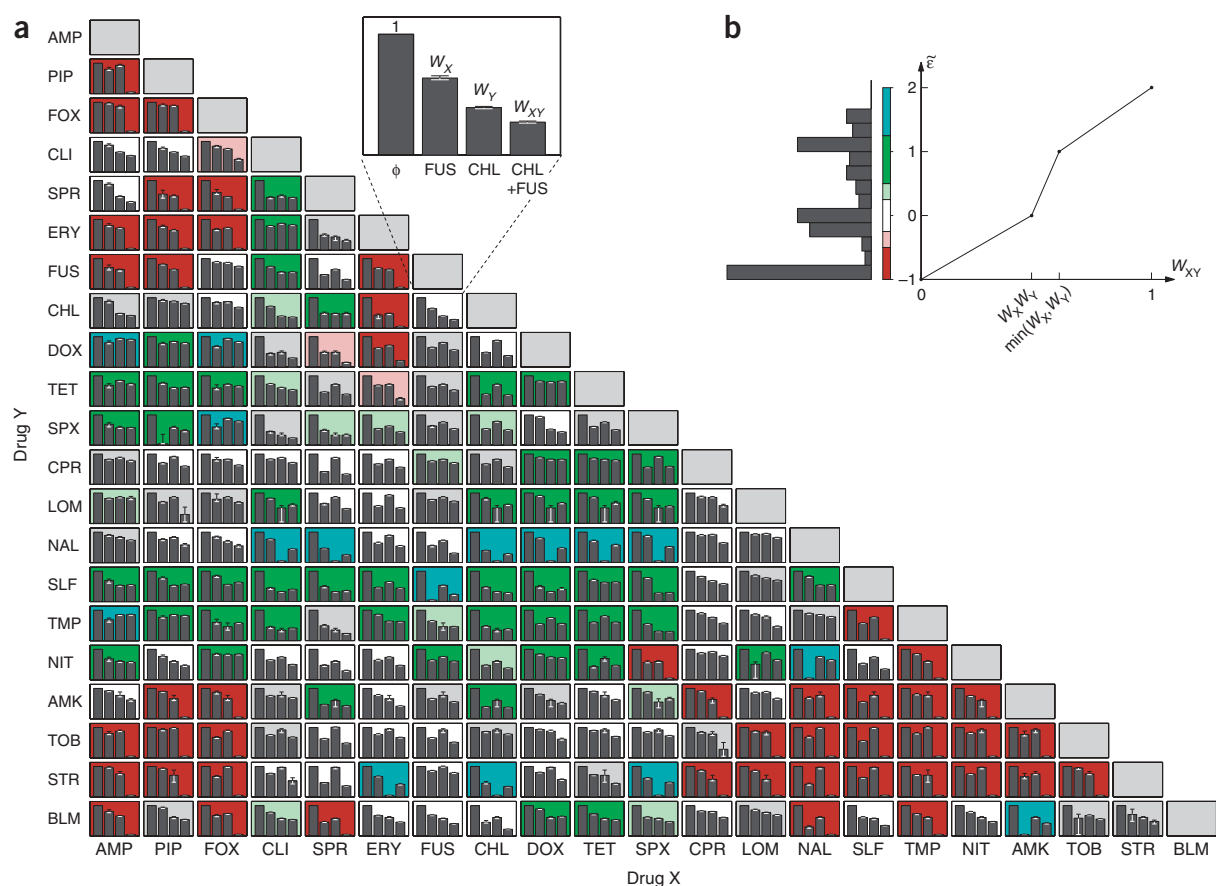 a
b
AMP
PIP
FOX
CLI
SPR
ERY
FUS
CHL
DOX
TET
SPX
CPR
LOM
NAL
SLF
TMP
NIT
AMK
TOB
STR
BLM
Drug Y
1
W_X
W_Y
W_XY
ϕ FUS CHL CHL +FUS
AMP PIP FOX CLI SPR ERY FUS CHL DOX TET SPX CPR LOM NAL SLF TMP NIT AMK TOB STR BLM
Drug X
ε̃
2
1
0
−1
0 W_XW_Y min(W_X,W_Y) 1 W_XY